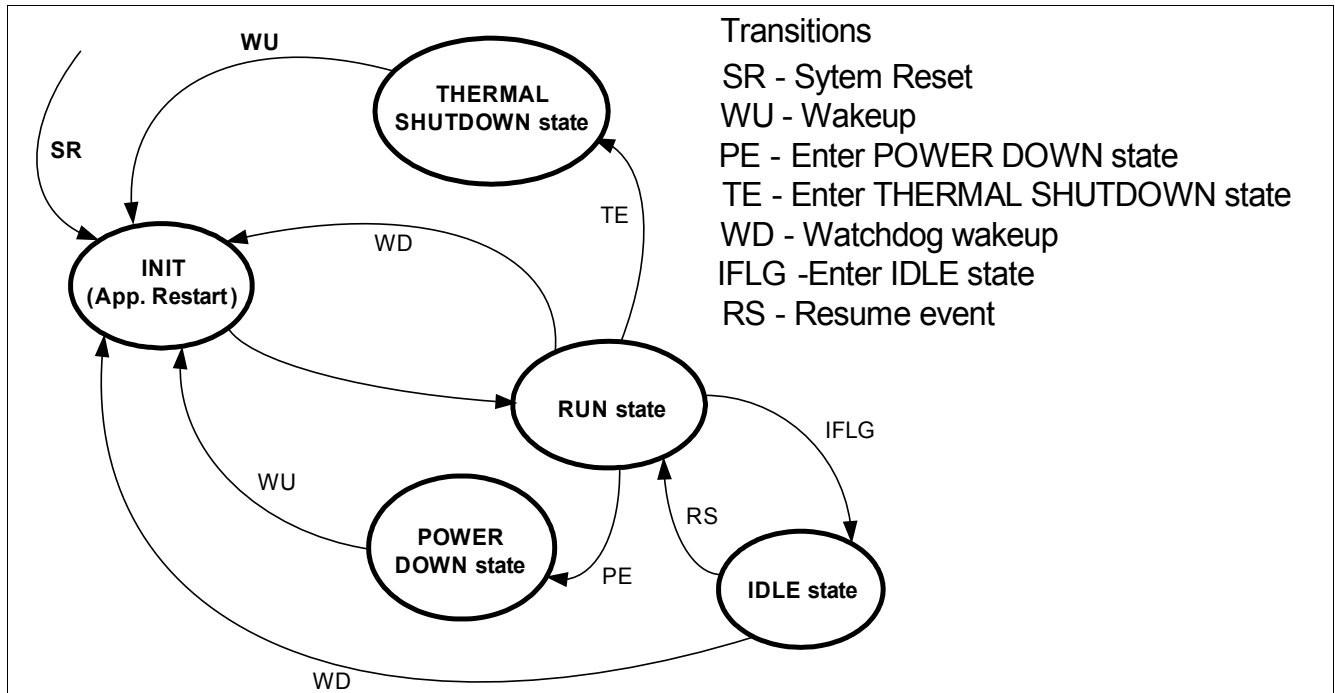 WU
THERMAL
SHUTDOWN state
SR
TE
WD
INIT
(App. Restart)
RUN state
IFLG
WU
RS
POWER
DOWN state
PE
IDLE state
WD
Transitions
SR - Sytem Reset
WU - Wakeup
PE - Enter POWER DOWN state
TE - Enter THERMAL SHUTDOWN state
WD - Watchdog wakeup
IFLG -Enter IDLE state
RS - Resume event